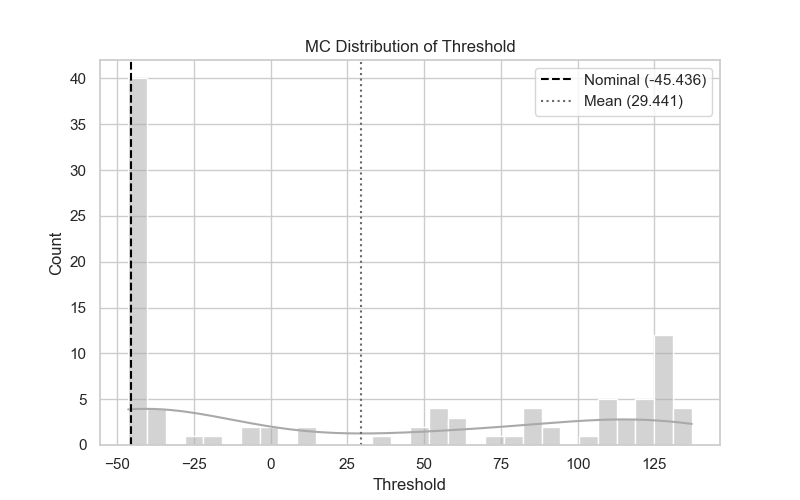 MC Distribution of Threshold
Nominal (-45.436)
Mean (29.441)
40
35
30
25
20
15
10
5
0
Count
−50 −25 0 25 50 75 100 125
Threshold